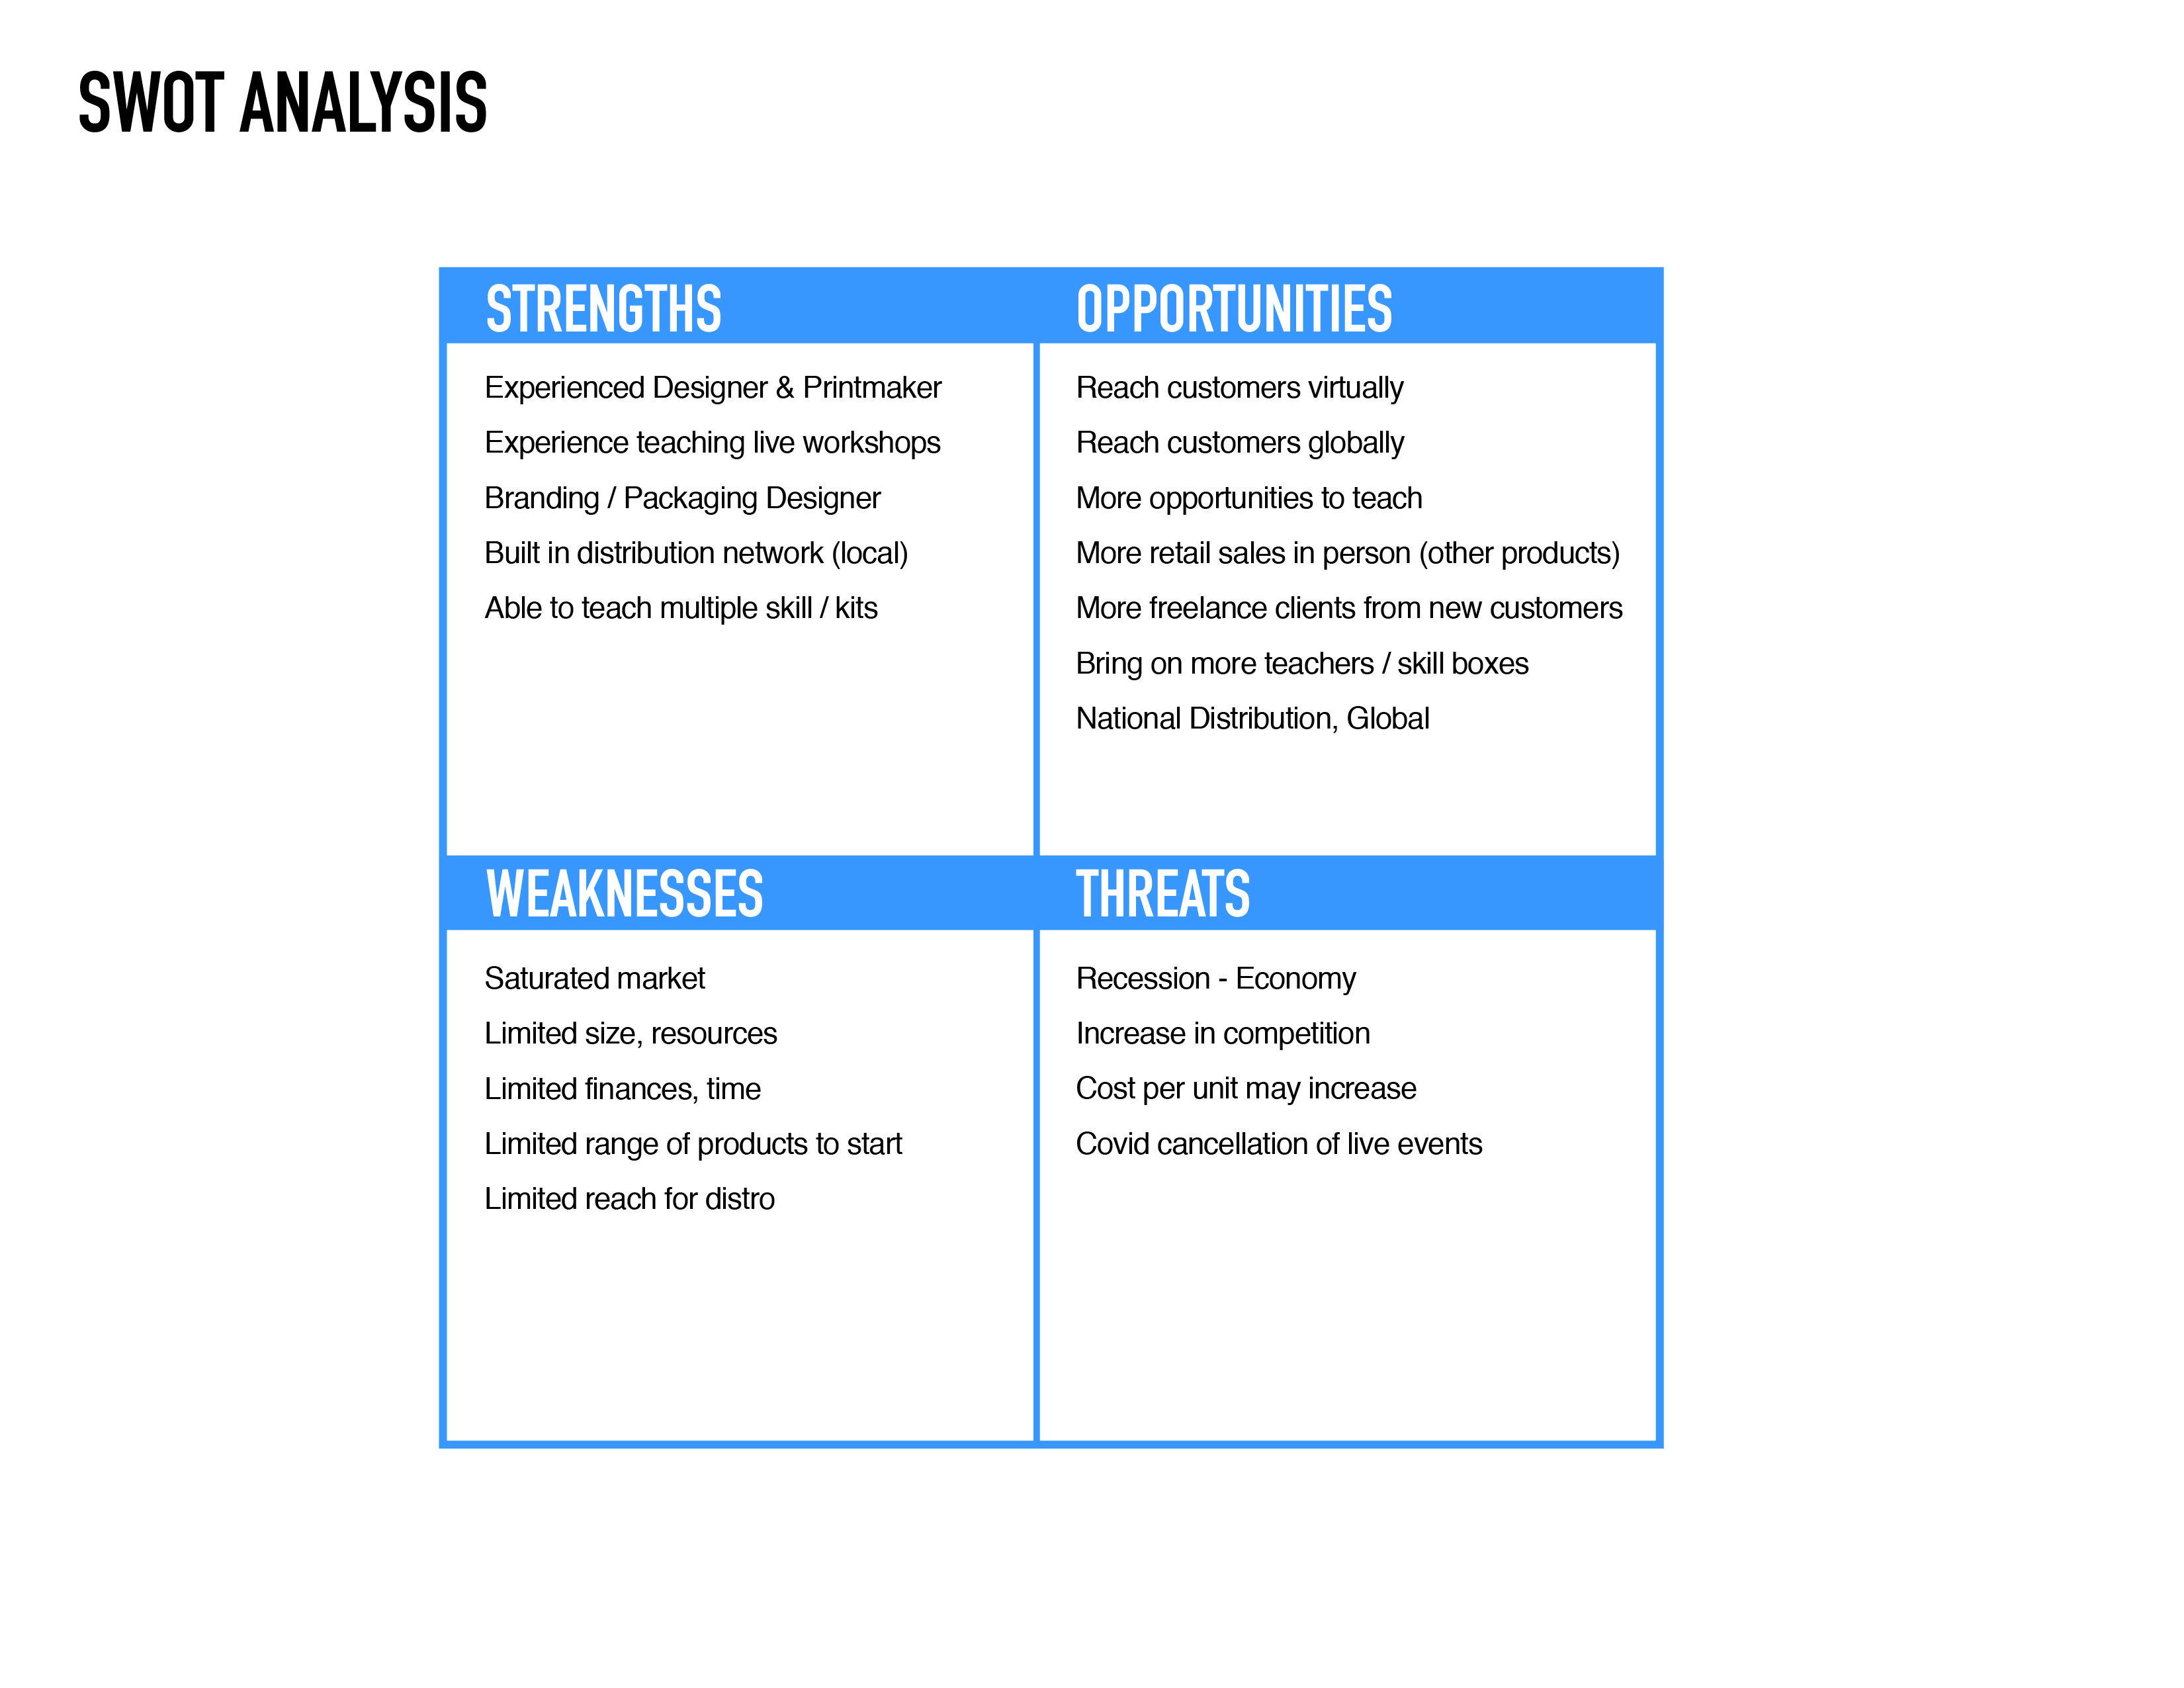 SWOT ANALYSIS
STRENGTHS
Experienced Designer & Printmaker
Experience teaching live workshops
Branding / Packaging Designer
Built in distribution network (local)
Able to teach multiple skill / kits
OPPORTUNITIES
Reach customers virtually
Reach customers globally
More opportunities to teach
More retail sales in person (other products)
More freelance clients from new customers
Bring on more teachers / skill boxes
National Distribution, Global
WEAKNESSES
Saturated market
Limited size, resources
Limited finances, time
Limited range of products to start
Limited reach for distro
THREATS
Recession - Economy
Increase in competition
Cost per unit may increase
Covid cancellation of live events